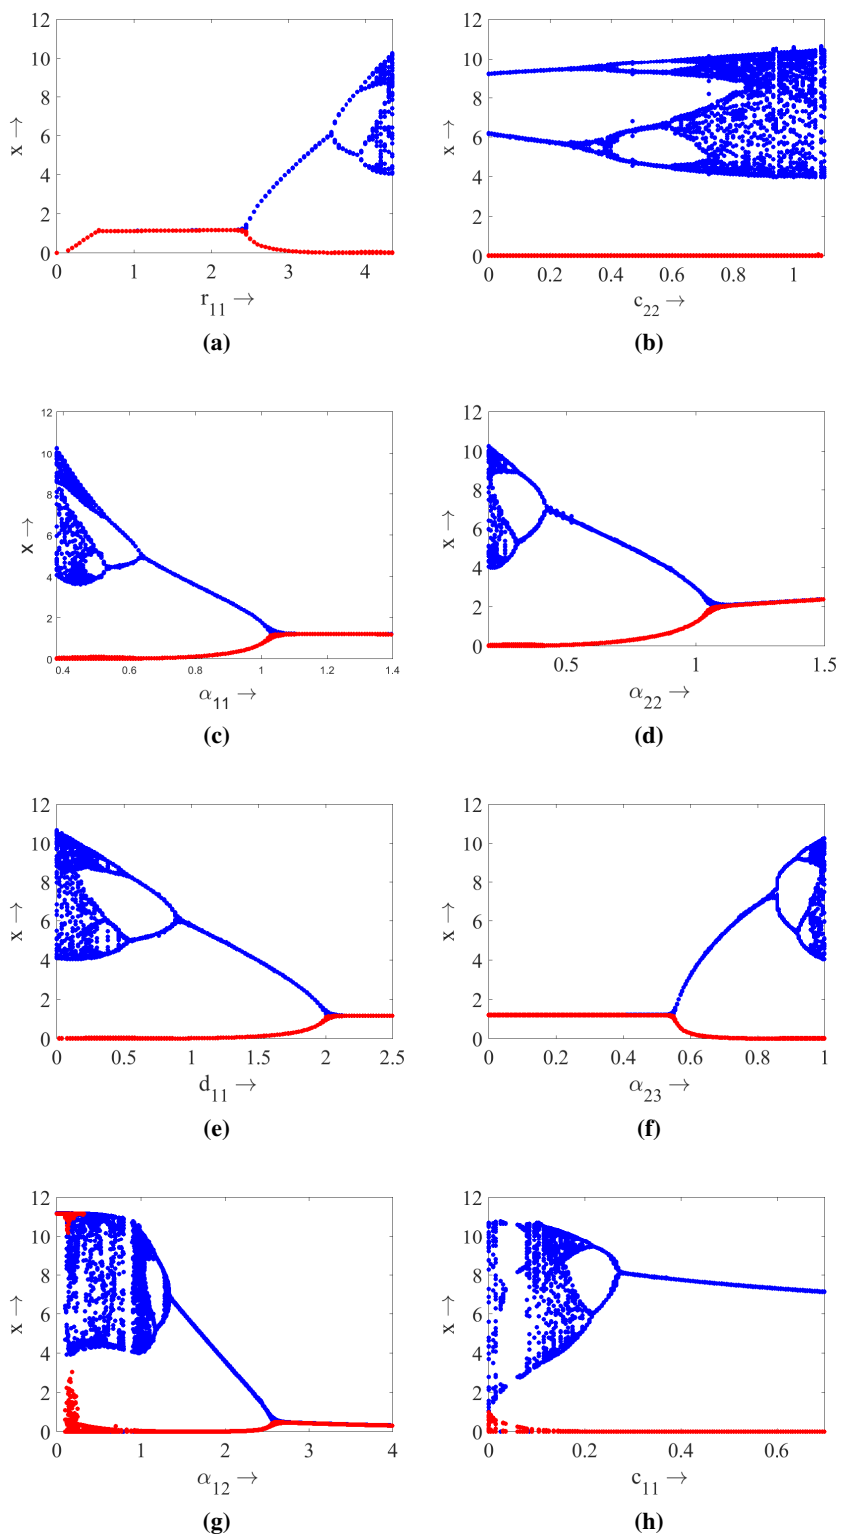 12
10
8
6
4
2
0
x →
0 1 2 3 4
r11 →
(a)
12
10
8
6
4
2
0
x →
0 0.2 0.4 0.6 0.8 1
c22 →
(b)
12
10
8
6
4
2
0
x →
0.4 0.6 0.8 1 1.2 1.4
α11 →
(c)
12
10
8
6
4
2
0
x →
0.5 1 1.5
α22 →
(d)
12
10
8
6
4
2
0
x →
0 0.5 1 1.5 2 2.5
d11 →
(e)
12
10
8
6
4
2
0
x →
0 0.2 0.4 0.6 0.8 1
α23 →
(f)
12
10
8
6
4
2
0
x →
0 1 2 3 4
α12 →
(g)
12
10
8
6
4
2
0
x →
0 0.2 0.4 0.6
c11 →
(h)